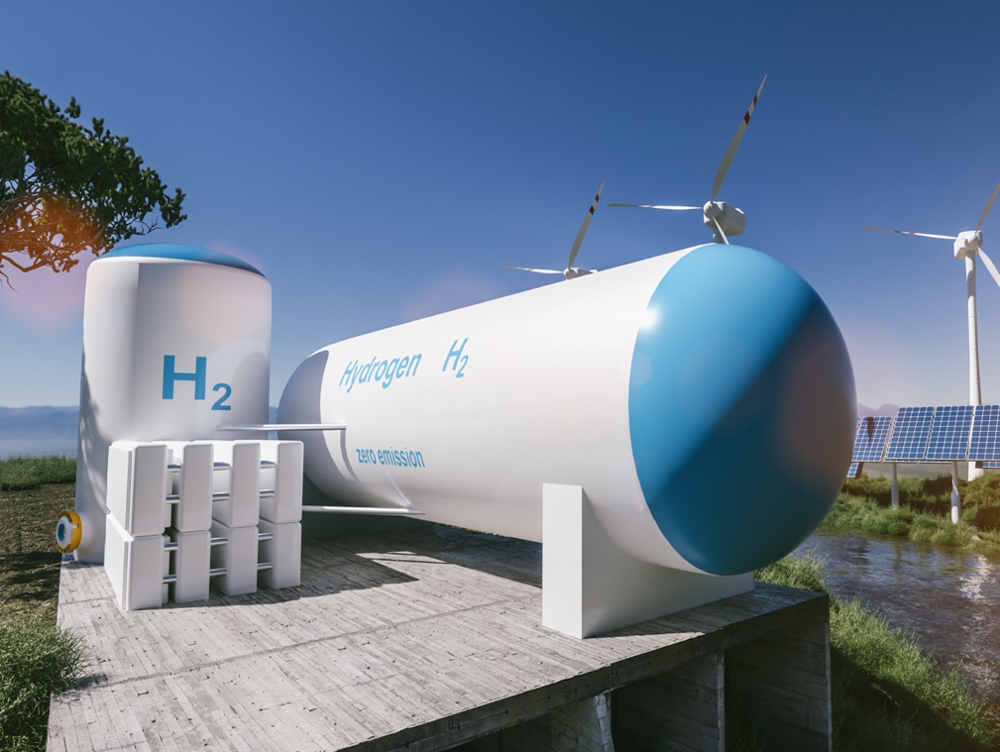 H₂
Hydrogen H₂
zero emission